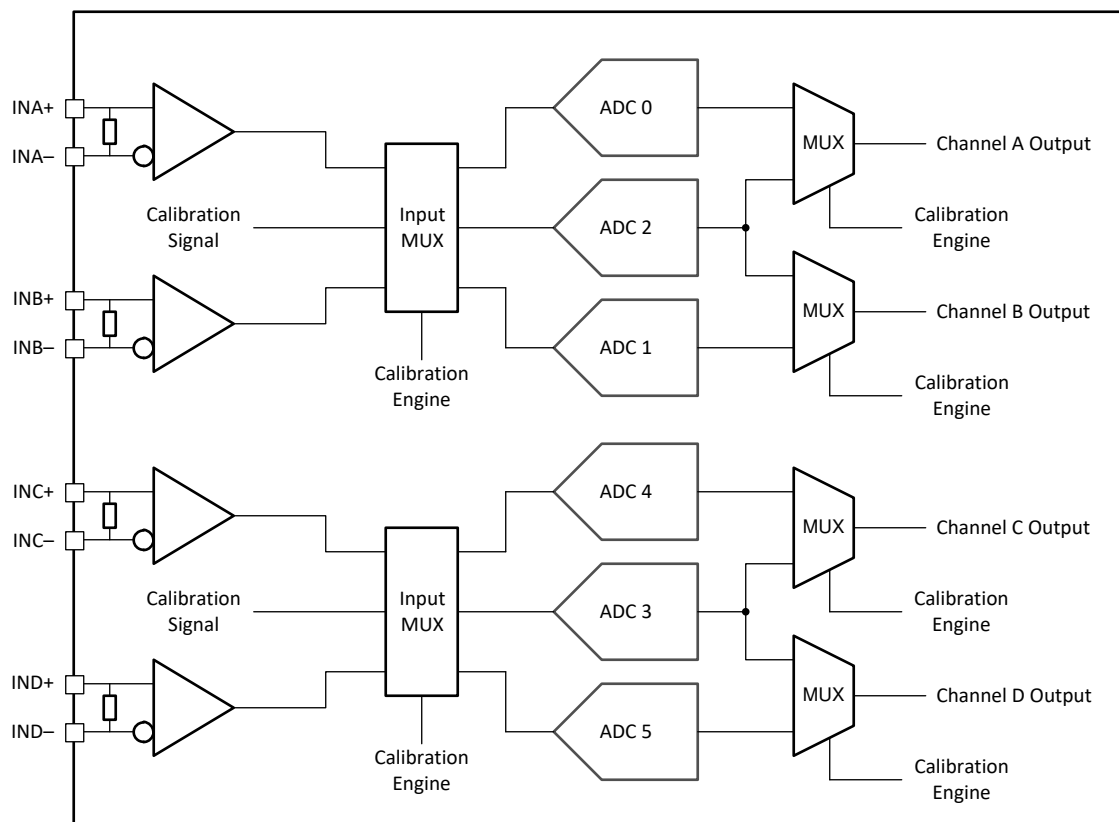 INA+
ADC 0
INA–
MUX
Channel A Output
Calibration
Signal
Input
MUX
ADC 2
Calibration
Engine
INB+
MUX
Channel B Output
INB–
ADC 1
Calibration
Engine
Calibration
Engine
INC+
ADC 4
INC–
MUX
Channel C Output
Calibration
Signal
Input
MUX
ADC 3
Calibration
Engine
IND+
MUX
Channel D Output
IND–
ADC 5
Calibration
Engine
Calibration
Engine